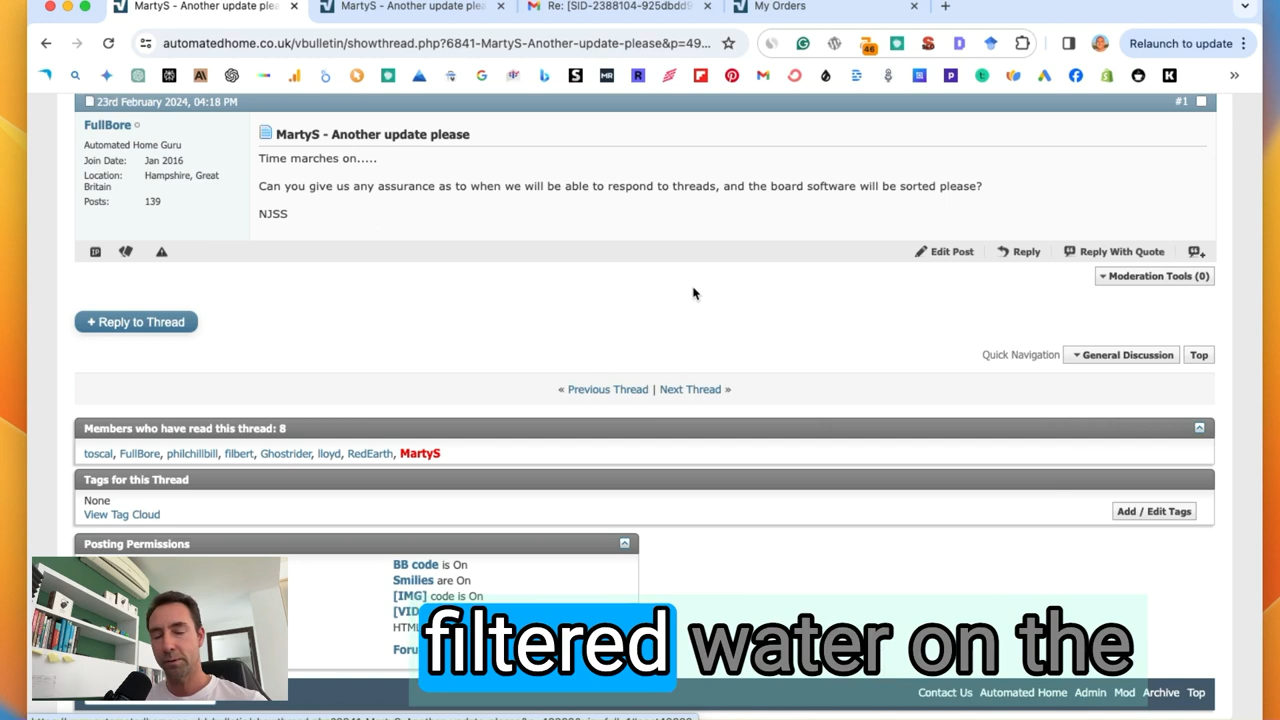 MartyS - Another update plea
MartyS - Another update plea
Re: [SID-2388104-925dbdd9
My Orders
automatedhome.co.uk/vbulletin/showthread.php?6841-MartyS-Another-update-please&p=49...
46
Relaunch to update
23rd February 2024, 04:18 PM
#1
FullBore
Automated Home Guru
Join Date: Jan 2016
Location: Hampshire, Great Britain
Posts: 139
MartyS - Another update please
Time marches on.....
Can you give us any assurance as to when we will be able to respond to threads, and the board software will be sorted please?
NJSS
Edit Post Reply Reply With Quote
Moderation Tools (0)
+ Reply to Thread
Quick Navigation General Discussion Top
« Previous Thread | Next Thread »
Members who have read this thread: 8
toscal, FullBore, philchillbill, filbert, Ghostrider, lloyd, RedEarth, MartyS
Tags for this Thread
None
View Tag Cloud
Add / Edit Tags
Posting Permissions
BB code is On
Smilies are On
[IMG] code is On
[VID
HTML
Foru
filtered water on the
Contact Us Automated Home Admin Mod Archive Top